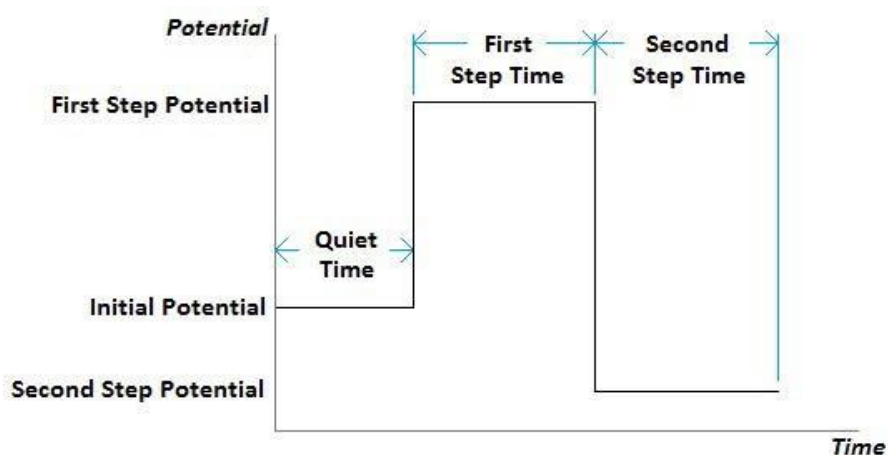 Potential
First
Step Time
Second
Step Time
First Step Potential
Quiet
Time
Initial Potential
Second Step Potential
Time